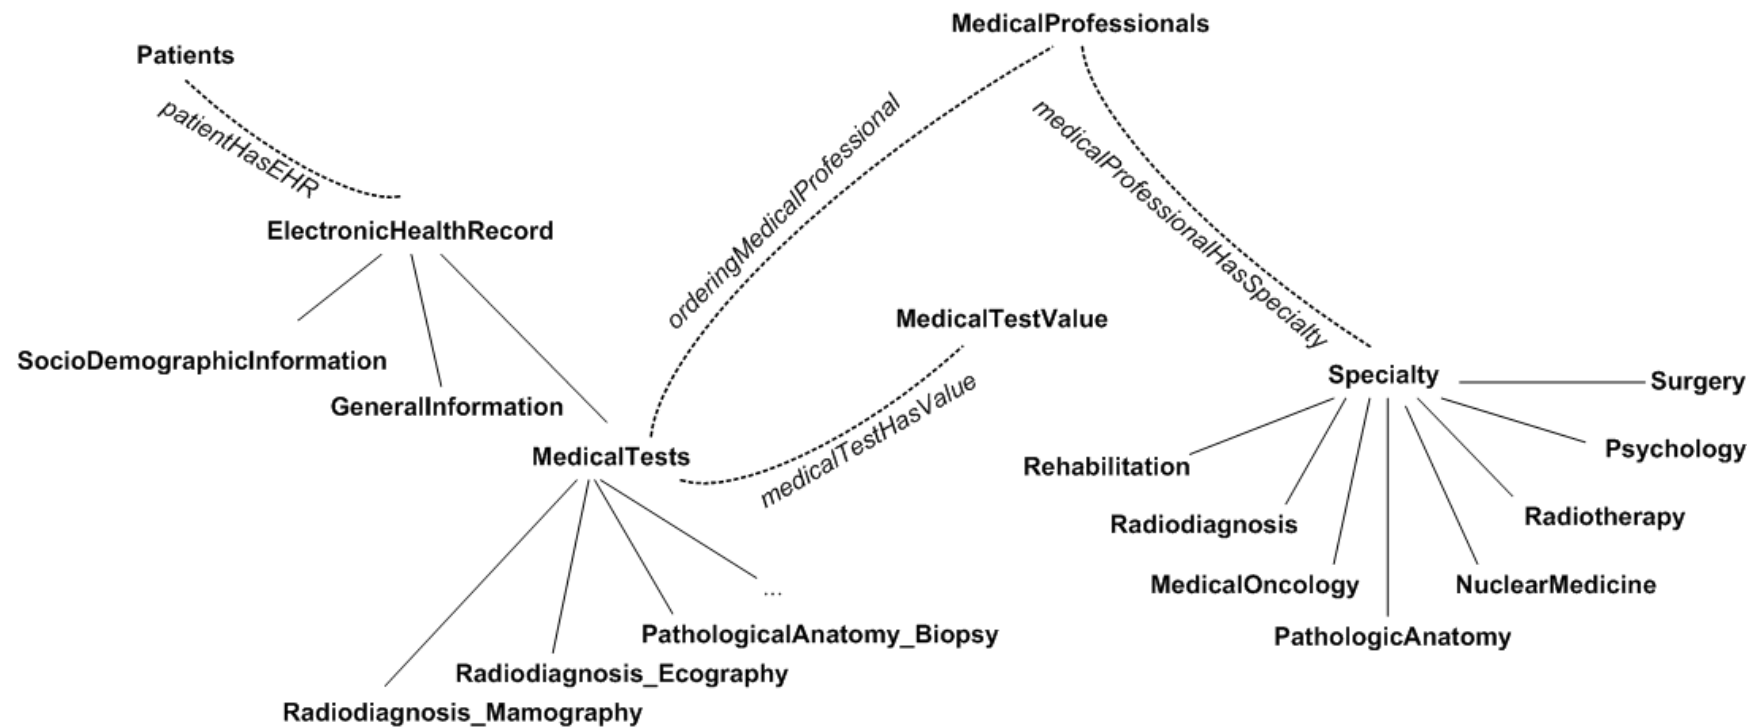 MedicalProfessionals
Patients
patientHasEHR
orderingMedicalProfessional
medicalProfessionalHasSpecialty
ElectronicHealthRecord
MedicalTestValue
SocioDemographicInformation
GeneralInformation
medicalTestHasValue
MedicalTests
Specialty
Surgery
Psychology
Rehabilitation
Radiodiagnosis
Radiotherapy
MedicalOncology
NuclearMedicine
PathologicAnatomy
...
PathologicalAnatomy_Biopsy
Radiodiagnosis_Ecography
Radiodiagnosis_Mamography